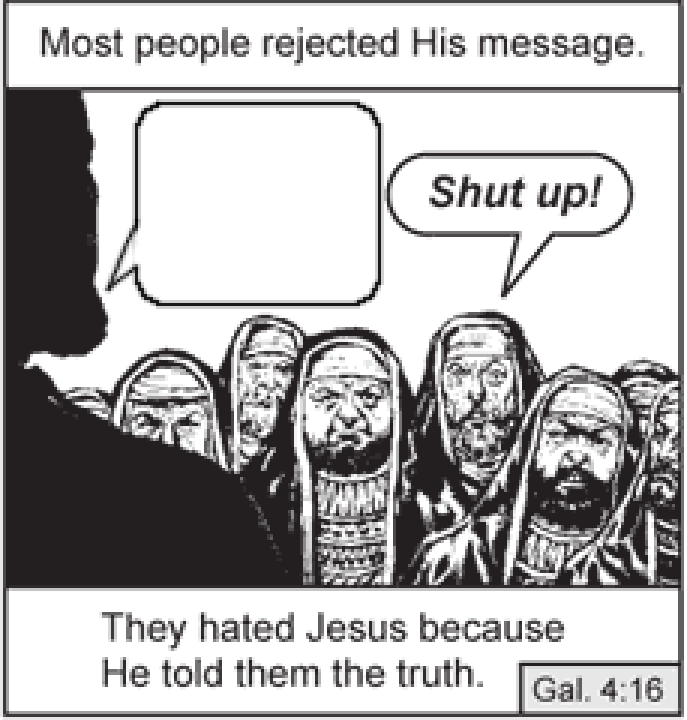 Most people rejected His message.
Shut up!
They hated Jesus because
He told them the truth.
Gal. 4:16